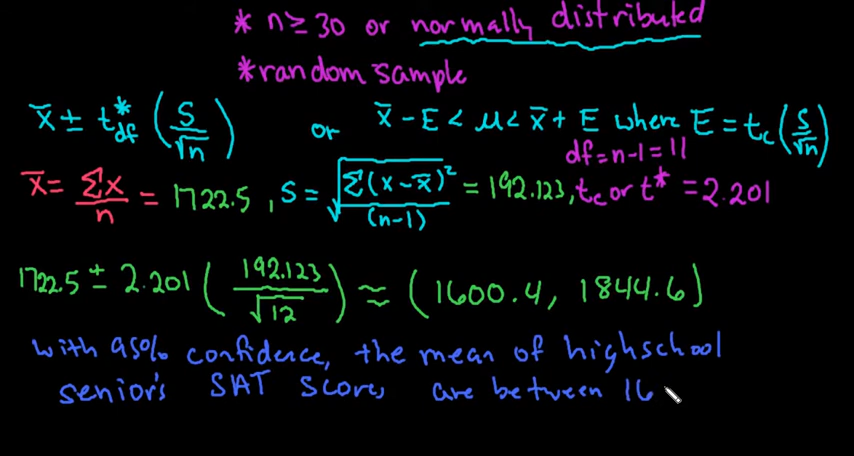 * n ≥ 30 or normally distributed
* random sample
x̄ ± t*df (S/√n) or x̄ - E < μ < x̄ + E where E = tc (S/√n)
df = n-1 = 11
x̄ = Σx/n = 1722.5, S = √(Σ(x-x̄)²/(n-1)) = 192.123, tc or t* = 2.201
1722.5 ± 2.201 (192.123/√12) ≈ (1600.4, 1844.6)
with 95% confidence, the mean of highschool
senior's SAT Scores are between 16